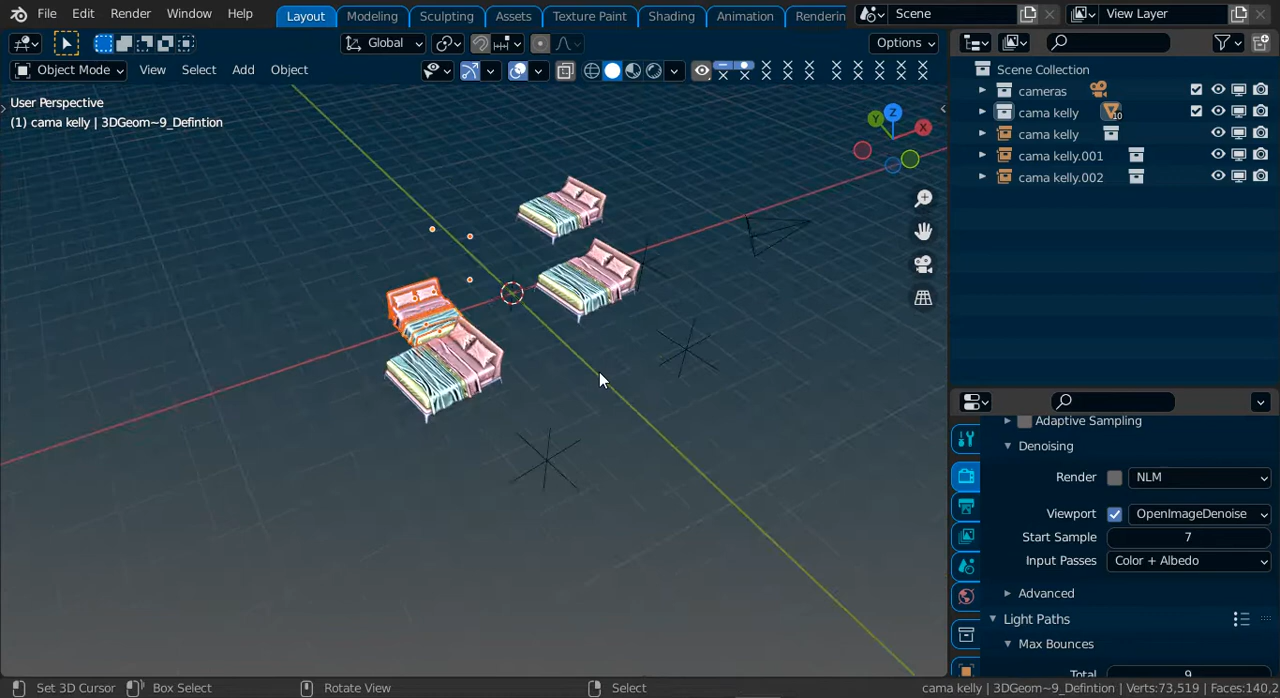 File Edit Render Window Help Layout Modeling Sculpting Assets Texture Paint Shading Animation Renderin Scene View Layer
Global Options
Object Mode View Select Add Object
User Perspective
(1) cama kelly | 3DGeom~9_Defintion
Z
Y
X
Scene Collection
cameras
cama kelly 10
cama kelly
cama kelly.001
cama kelly.002
Adaptive Sampling
Denoising
Render NLM
Viewport OpenImageDenoise
Start Sample 7
Input Passes Color + Albedo
Advanced
Light Paths
Max Bounces
Total 9
Set 3D Cursor Box Select Rotate View Select cama kelly | 3DGeom~9_Defintion | Verts:73,519 | Faces:140,2